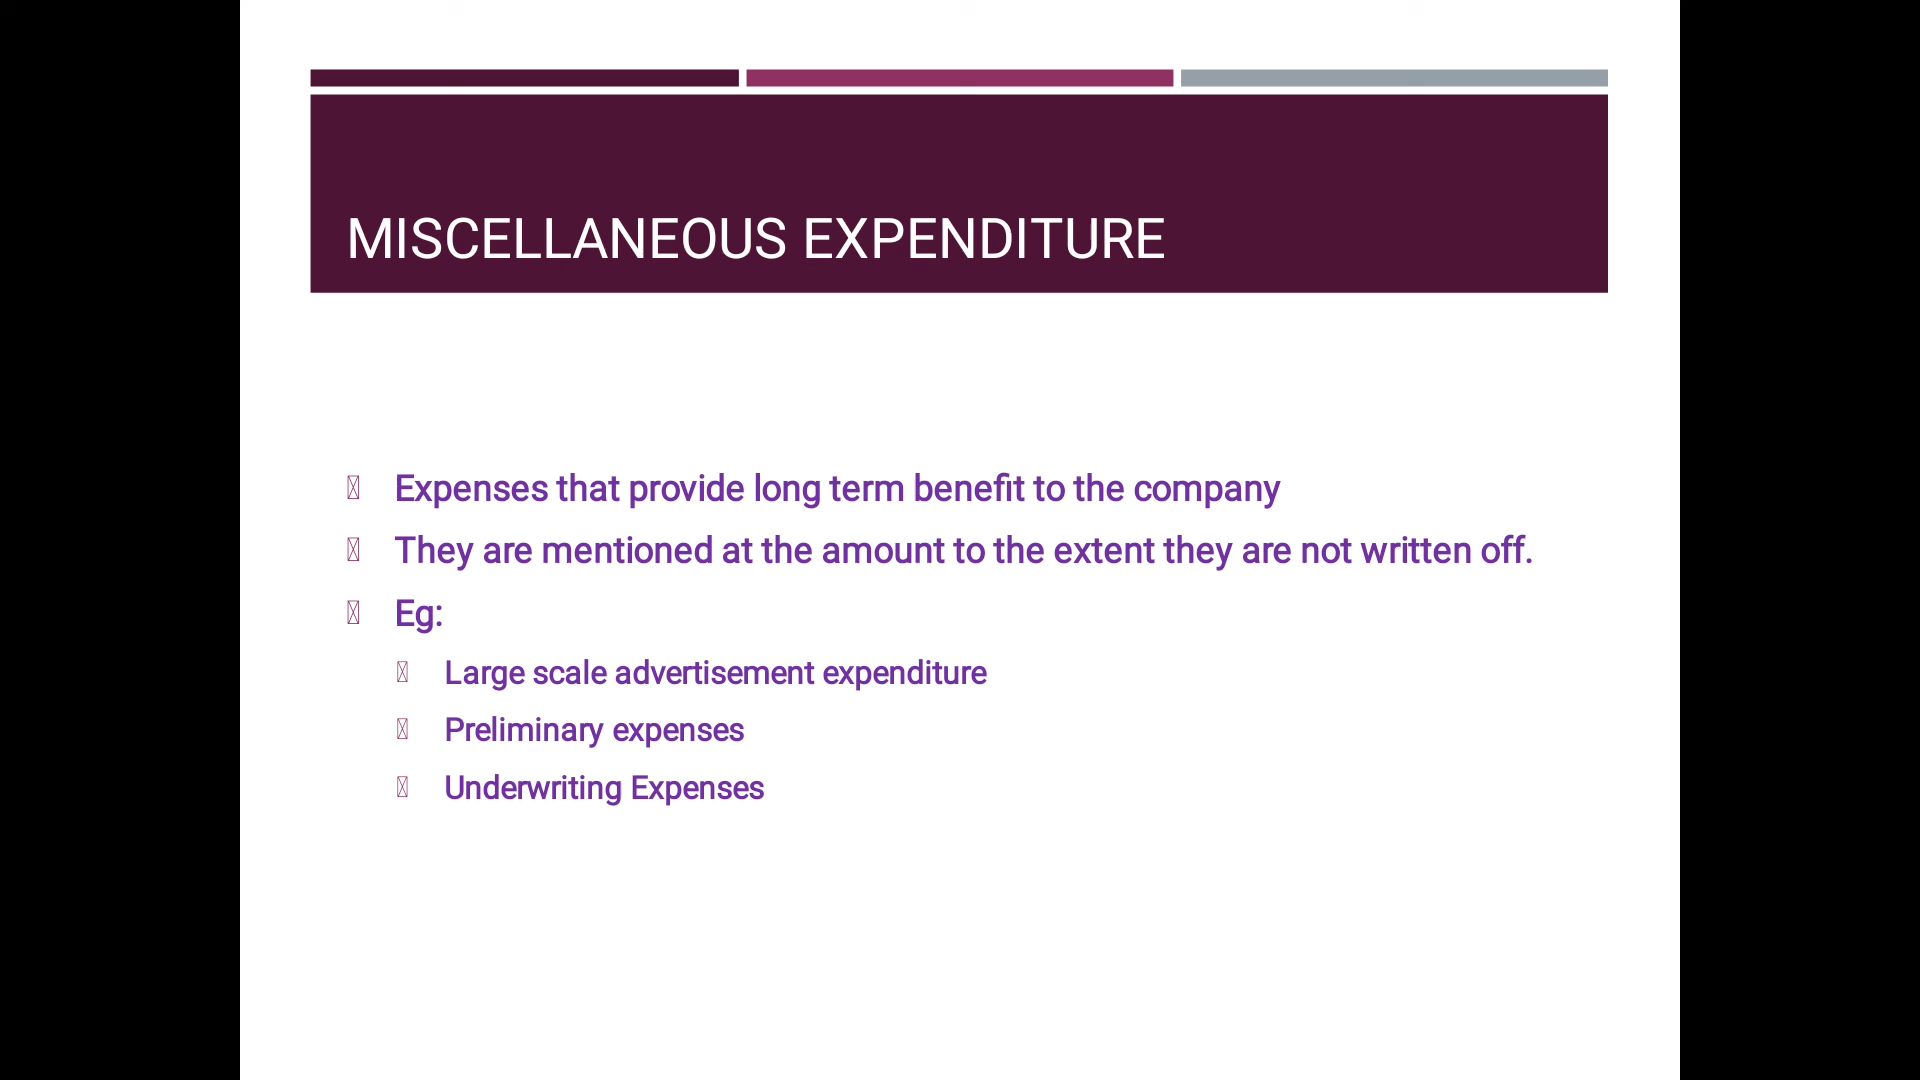 MISCELLANEOUS EXPENDITURE
Expenses that provide long term benefit to the company
They are mentioned at the amount to the extent they are not written off.
Eg:
Large scale advertisement expenditure
Preliminary expenses
Underwriting Expenses